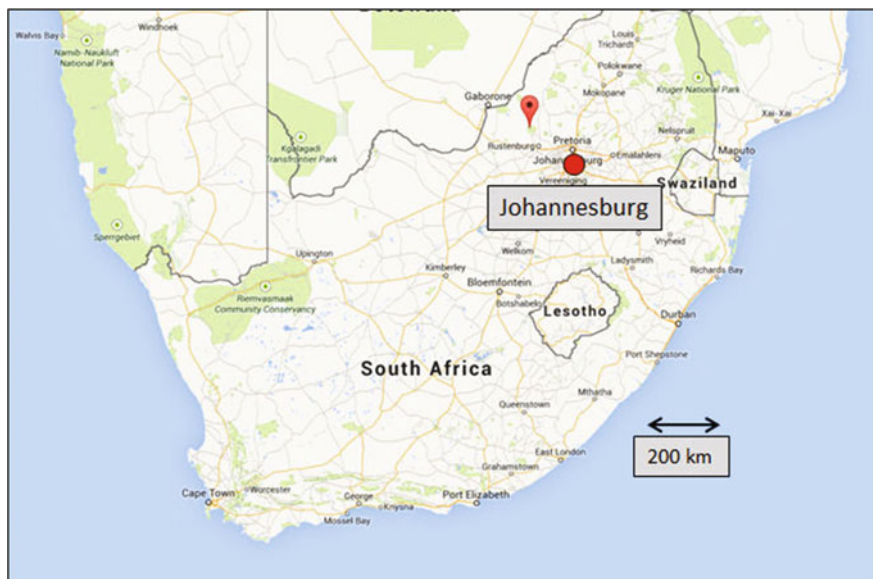 Botswana
Walvis Bay
Windhoek
Namib-Naukluft
National Park
Louis
Trichardt
Polokwane
Mokopane
Kruger National Park
Gaborone
Xai-Xai
Kgalagadi
Transfrontier Park
Rustenburg
Pretoria
Nelspruit
Johannesburg
Emalahleni
Maputo
Vereeniging
Swaziland
Johannesburg
Sperrgebiet
Upington
Welkom
Vryheid
Kimberley
Ladysmith
Richards Bay
Riemvasmaak
Community Conservancy
Bloemfontein
Botshabelo
Lesotho
Durban
South Africa
Port Shepstone
Mthatha
Queenstown
200 km
East London
Grahamstown
Cape Town
Worcester
George
Knysna
Port Elizabeth
Mossel Bay